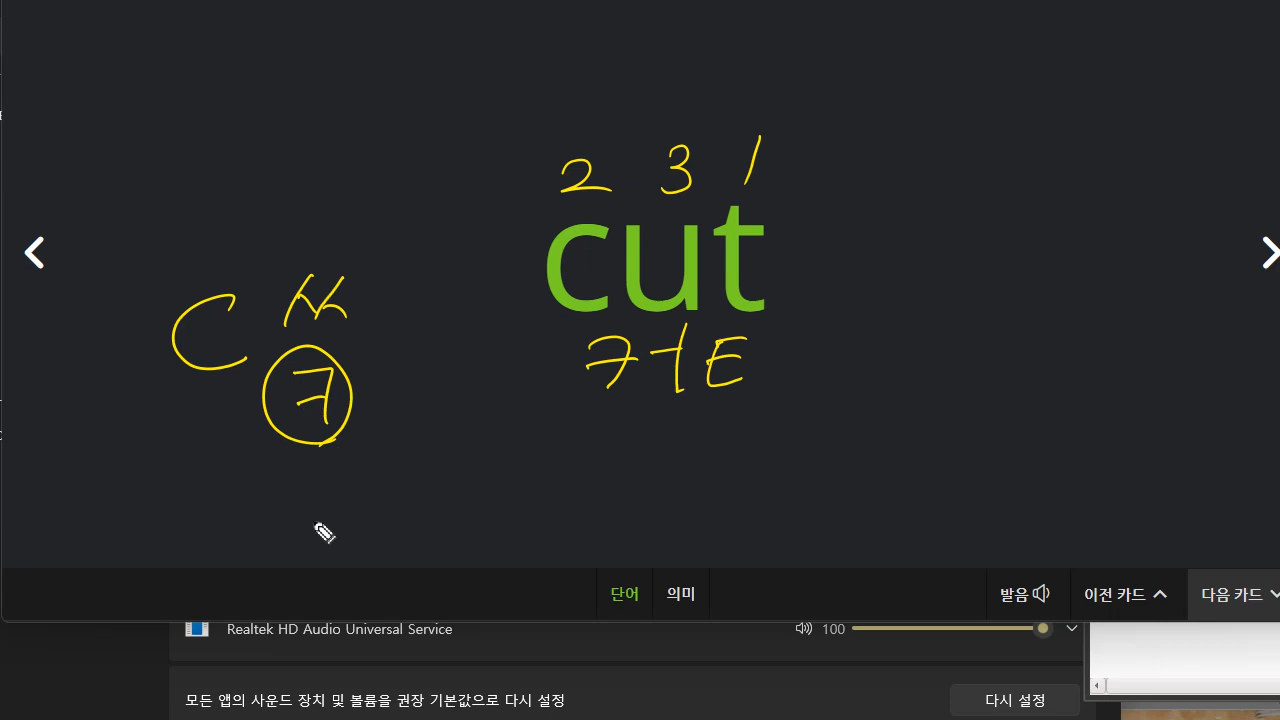 2 3 1
cut
ㅋㅓㅌ
C ㅆ
ㅋ
단어 의미 발음 이전 카드 다음 카드
Realtek HD Audio Universal Service 100
모든 앱의 사운드 장치 및 볼륨을 권장 기본값으로 다시 설정 다시 설정